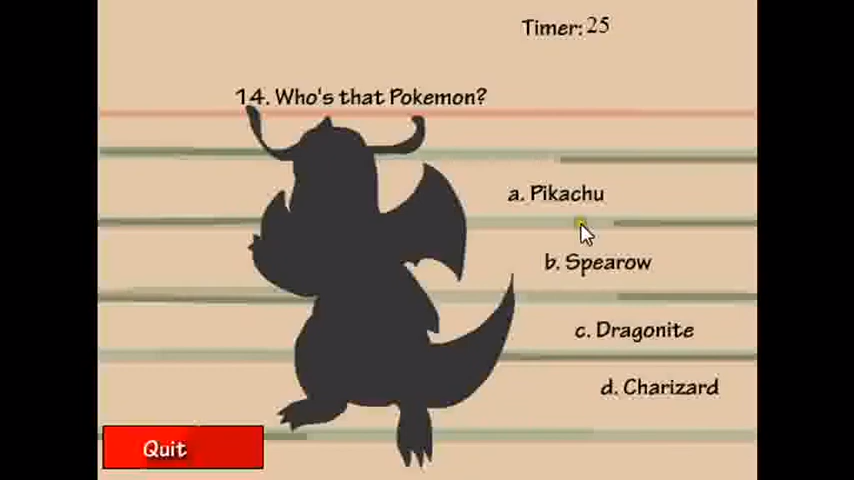 Timer: 25
14. Who's that Pokemon?
a. Pikachu
b. Spearow
c. Dragonite
d. Charizard
Quit